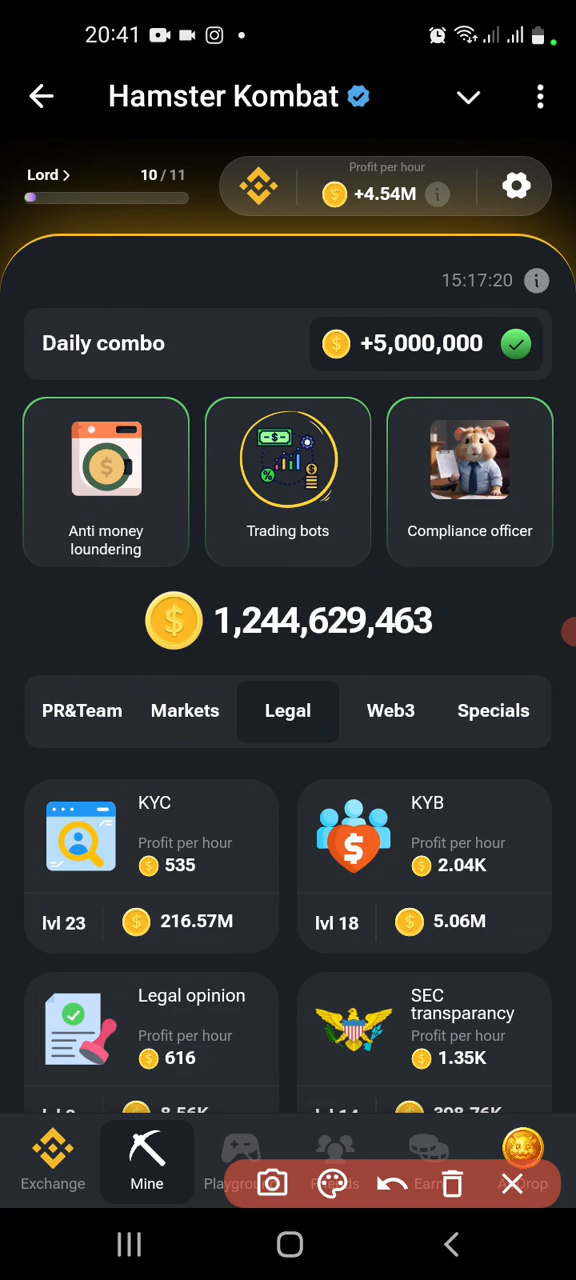 20:41
Hamster Kombat
Lord >
10 / 11
Profit per hour
+4.54M
15:17:20
Daily combo
+5,000,000
Anti money
loundering
Trading bots
Compliance officer
1,244,629,463
PR&Team Markets Legal Web3 Specials
KYC
Profit per hour
535
lvl 23
216.57M
KYB
Profit per hour
2.04K
lvl 18
5.06M
Legal opinion
Profit per hour
616
SEC
transparancy
Profit per hour
1.35K
Exchange
Mine